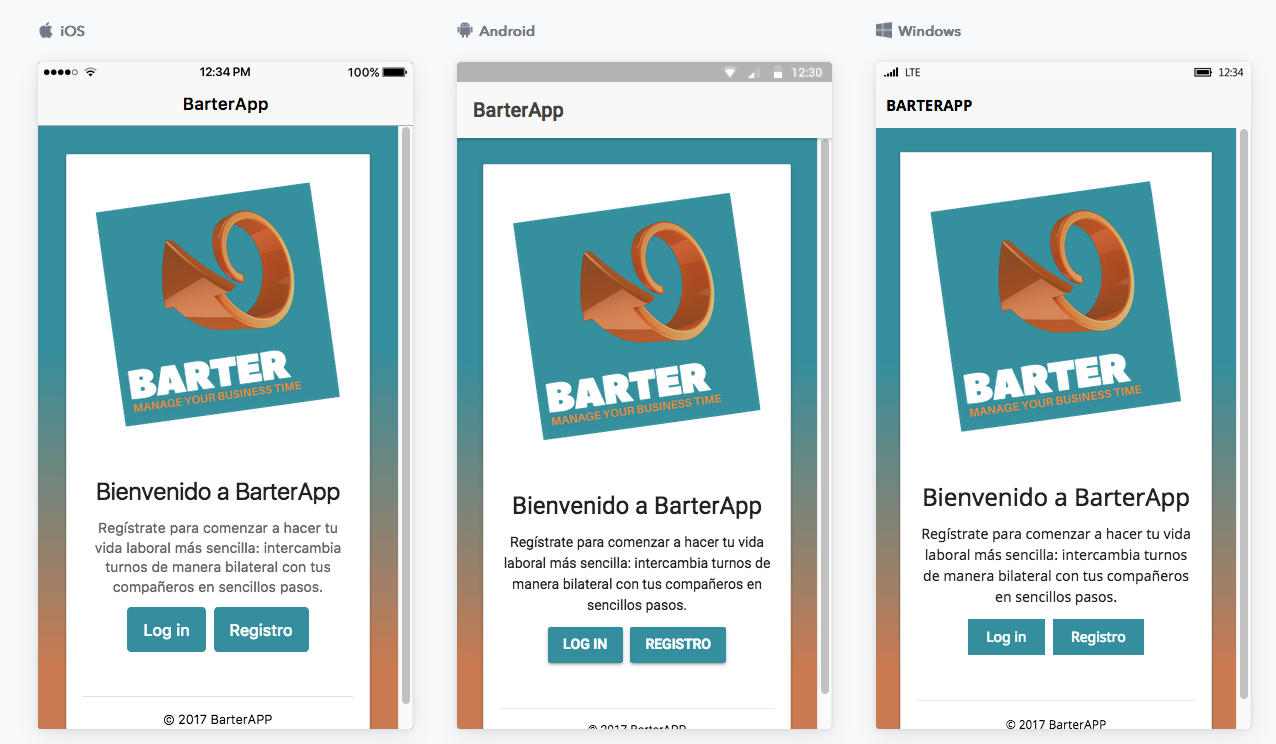 iOS
12:34 PM
100%
BarterApp
BARTER
MANAGE YOUR BUSINESS TIME
Bienvenido a BarterApp
Regístrate para comenzar a hacer tu
vida laboral más sencilla: intercambia
turnos de manera bilateral con tus
compañeros en sencillos pasos.
Log in
Registro
© 2017 BarterAPP
Android
12:30
BarterApp
BARTER
MANAGE YOUR BUSINESS TIME
Bienvenido a BarterApp
Regístrate para comenzar a hacer tu vida
laboral más sencilla: intercambia turnos de
manera bilateral con tus compañeros en
sencillos pasos.
LOG IN
REGISTRO
© 2017 BarterAPP
Windows
LTE
12:34
BARTERAPP
BARTER
MANAGE YOUR BUSINESS TIME
Bienvenido a BarterApp
Regístrate para comenzar a hacer tu vida
laboral más sencilla: intercambia turnos
de manera bilateral con tus compañeros
en sencillos pasos.
Log in
Registro
© 2017 BarterAPP